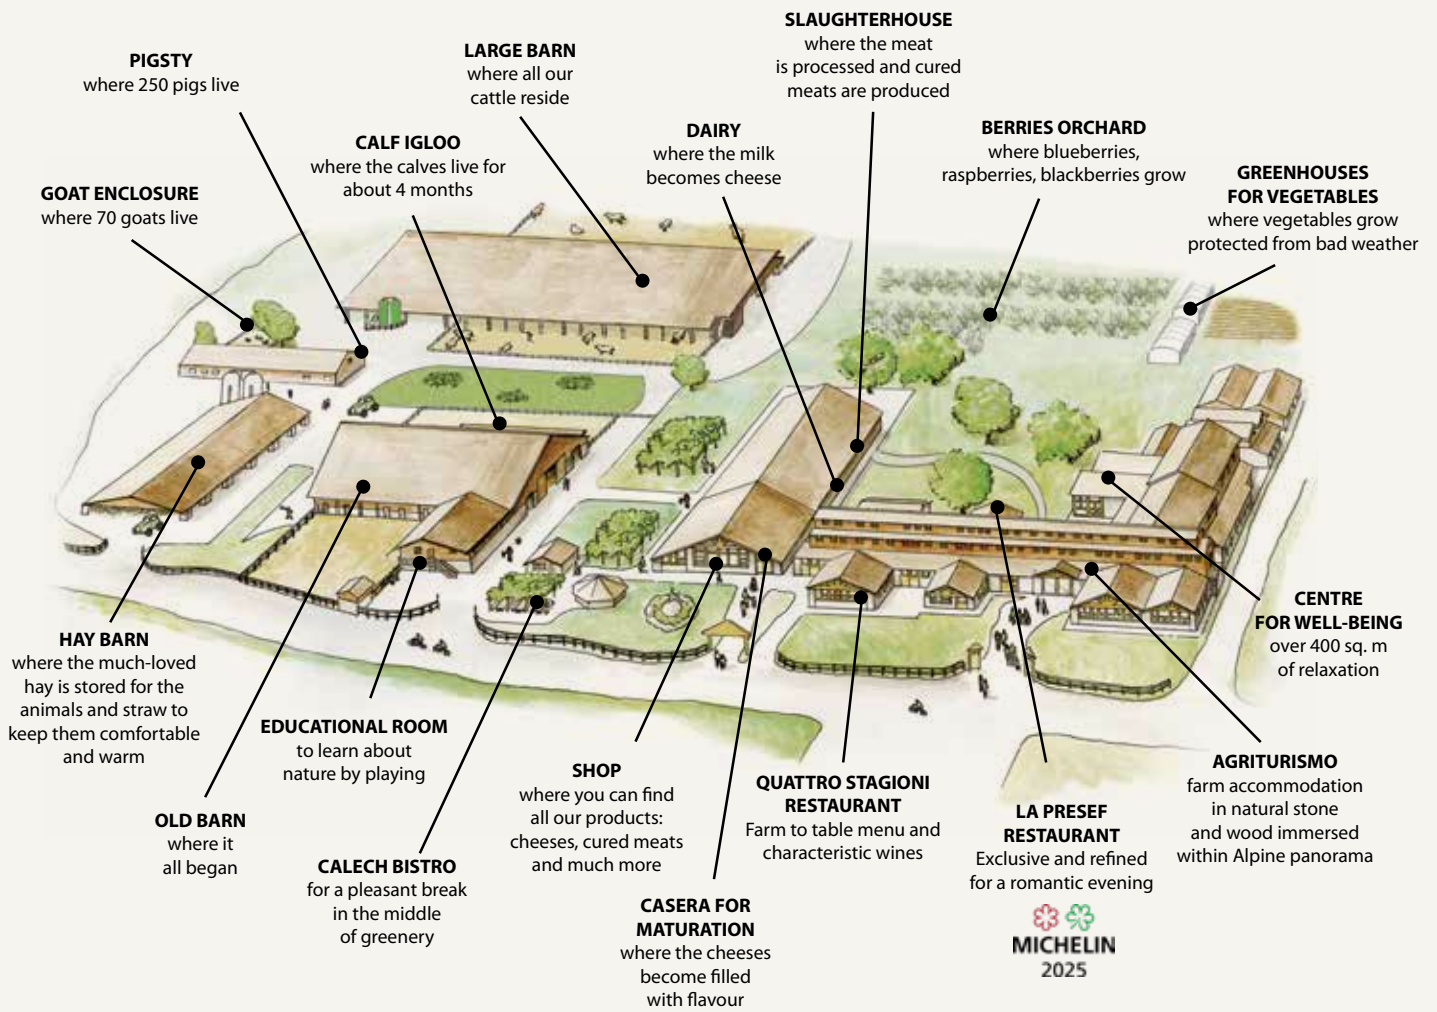 SLAUGHTERHOUSE
where the meat
is processed and cured
meats are produced
PIGSTY
where 250 pigs live
LARGE BARN
where all our
cattle reside
CALF IGLOO
where the calves live for
about 4 months
DAIRY
where the milk
becomes cheese
BERRIES ORCHARD
where blueberries,
raspberries, blackberries grow
GREENHOUSES
FOR VEGETABLES
where vegetables grow
protected from bad weather
GOAT ENCLOSURE
where 70 goats live
HAY BARN
where the much-loved
hay is stored for the
animals and straw to
keep them comfortable
and warm
OLD BARN
where it
all began
EDUCATIONAL ROOM
to learn about
nature by playing
CALECH BISTRO
for a pleasant break
in the middle
of greenery
SHOP
where you can find
all our products:
cheeses, cured meats
and much more
CASERA FOR
MATURATION
where the cheeses
become filled
with flavour
QUATTRO STAGIONI
RESTAURANT
Farm to table menu and
characteristic wines
LA PRESEF
RESTAURANT
Exclusive and refined
for a romantic evening
MICHELIN
2025
AGRITURISMO
farm accommodation
in natural stone
and wood immersed
within Alpine panorama
CENTRE
FOR WELL-BEING
over 400 sq. m
of relaxation